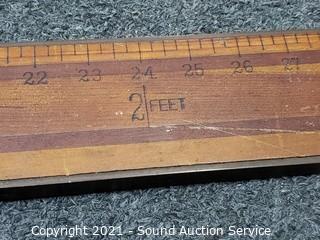 22 23 24 25 26 27
2 FEET
Copyright 2021 - Sound Auction Service